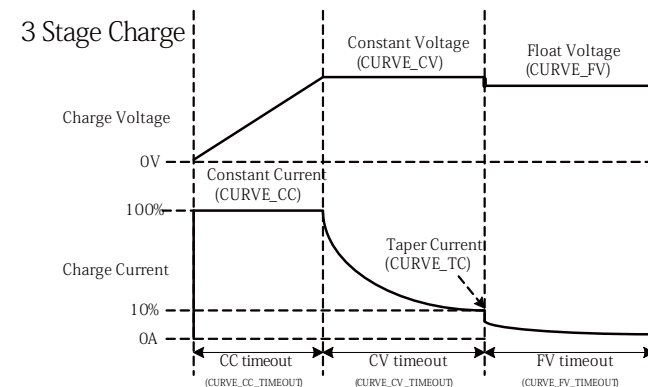 3 Stage Charge
Constant Voltage
(CURVE_CV)
Float Voltage
(CURVE_FV)
Charge Voltage
0V
Constant Current
(CURVE_CC)
100%
Taper Current
(CURVE_TC)
Charge Current
10%
0A
CC timeout
CV timeout
FV timeout
(CURVE_CC_TIMEOUT)
(CURVE_CV_TIMEOUT)
(CURVE_FV_TIMEOUT)